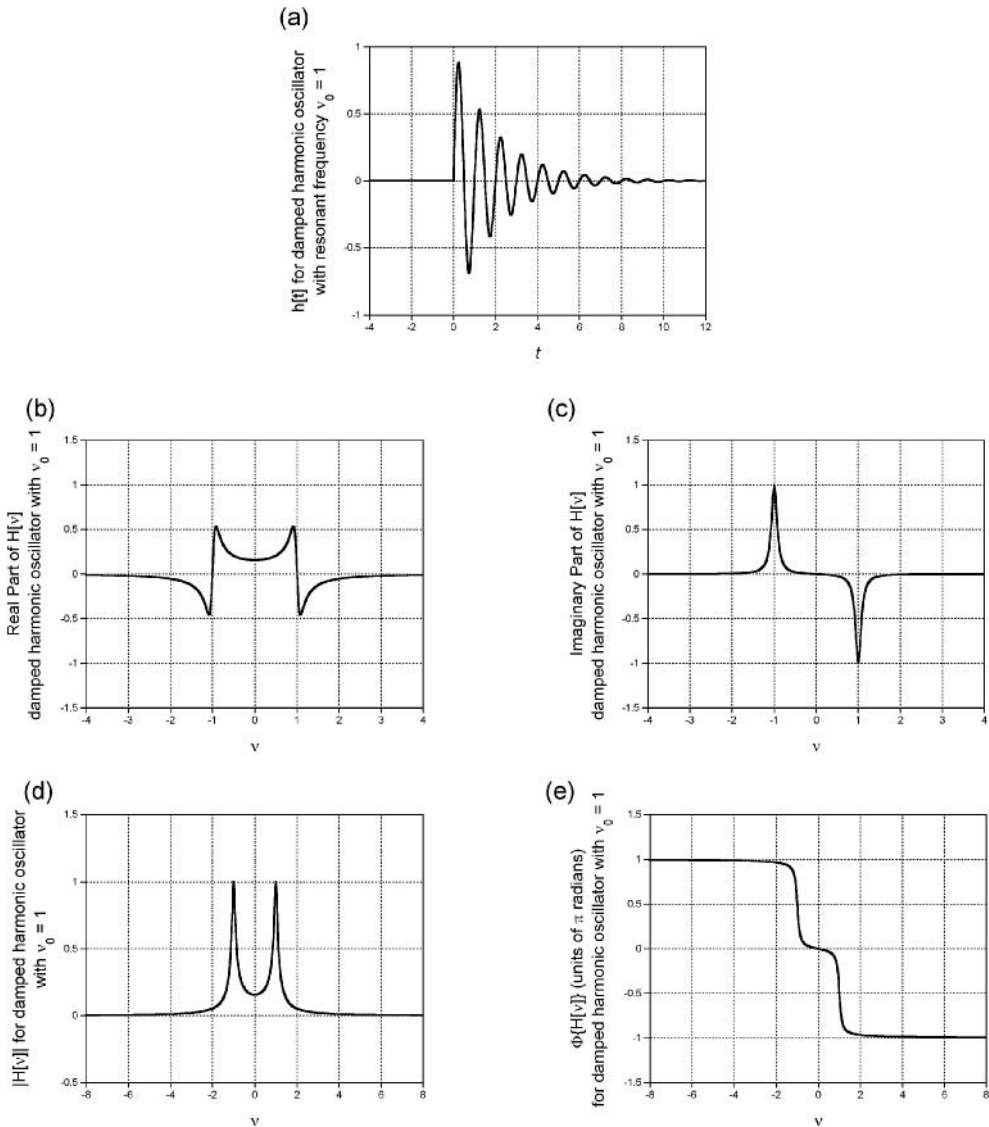 (a)
h[t] for damped harmonic oscillator
with resonant frequency ν0 = 1
1
0.5
0
-0.5
-1
-4 -2 0 2 4 6 8 10 12
t
(b)
Real Part of H[ν]
damped harmonic oscillator with ν0 = 1
1.5
1
0.5
0
-0.5
-1
-1.5
-4 -3 -2 -1 0 1 2 3 4
ν
(c)
Imaginary Part of H[ν]
damped harmonic oscillator with ν0 = 1
1.5
1
0.5
0
-0.5
-1
-1.5
-4 -3 -2 -1 0 1 2 3 4
ν
(d)
|H[ν]| for damped harmonic oscillator
with ν0 = 1
1.5
1
0.5
0
-0.5
-8 -6 -4 -2 0 2 4 6 8
ν
(e)
Φ{H[ν]} (units of π radians)
for damped harmonic oscillator with ν0 = 1
1.5
1
0.5
0
-0.5
-1
-1.5
-8 -6 -4 -2 0 2 4 6 8
ν